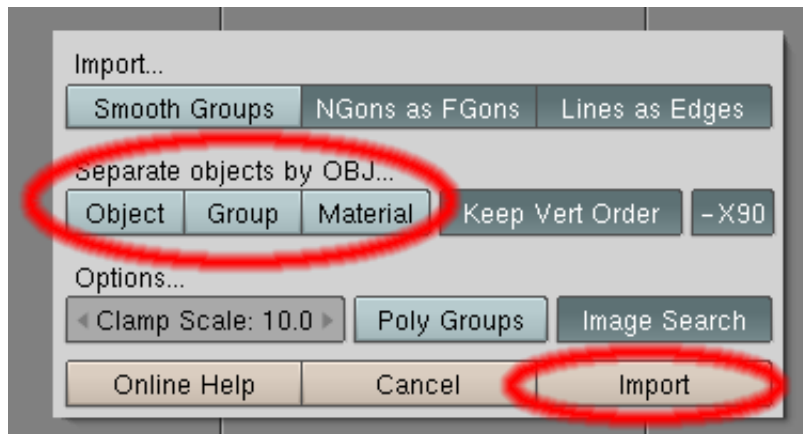 Import...
Smooth Groups NGons as FGons Lines as Edges
Separate objects by OBJ...
Object Group Material Keep Vert Order -X90
Options...
Clamp Scale: 10.0 Poly Groups Image Search
Online Help Cancel Import